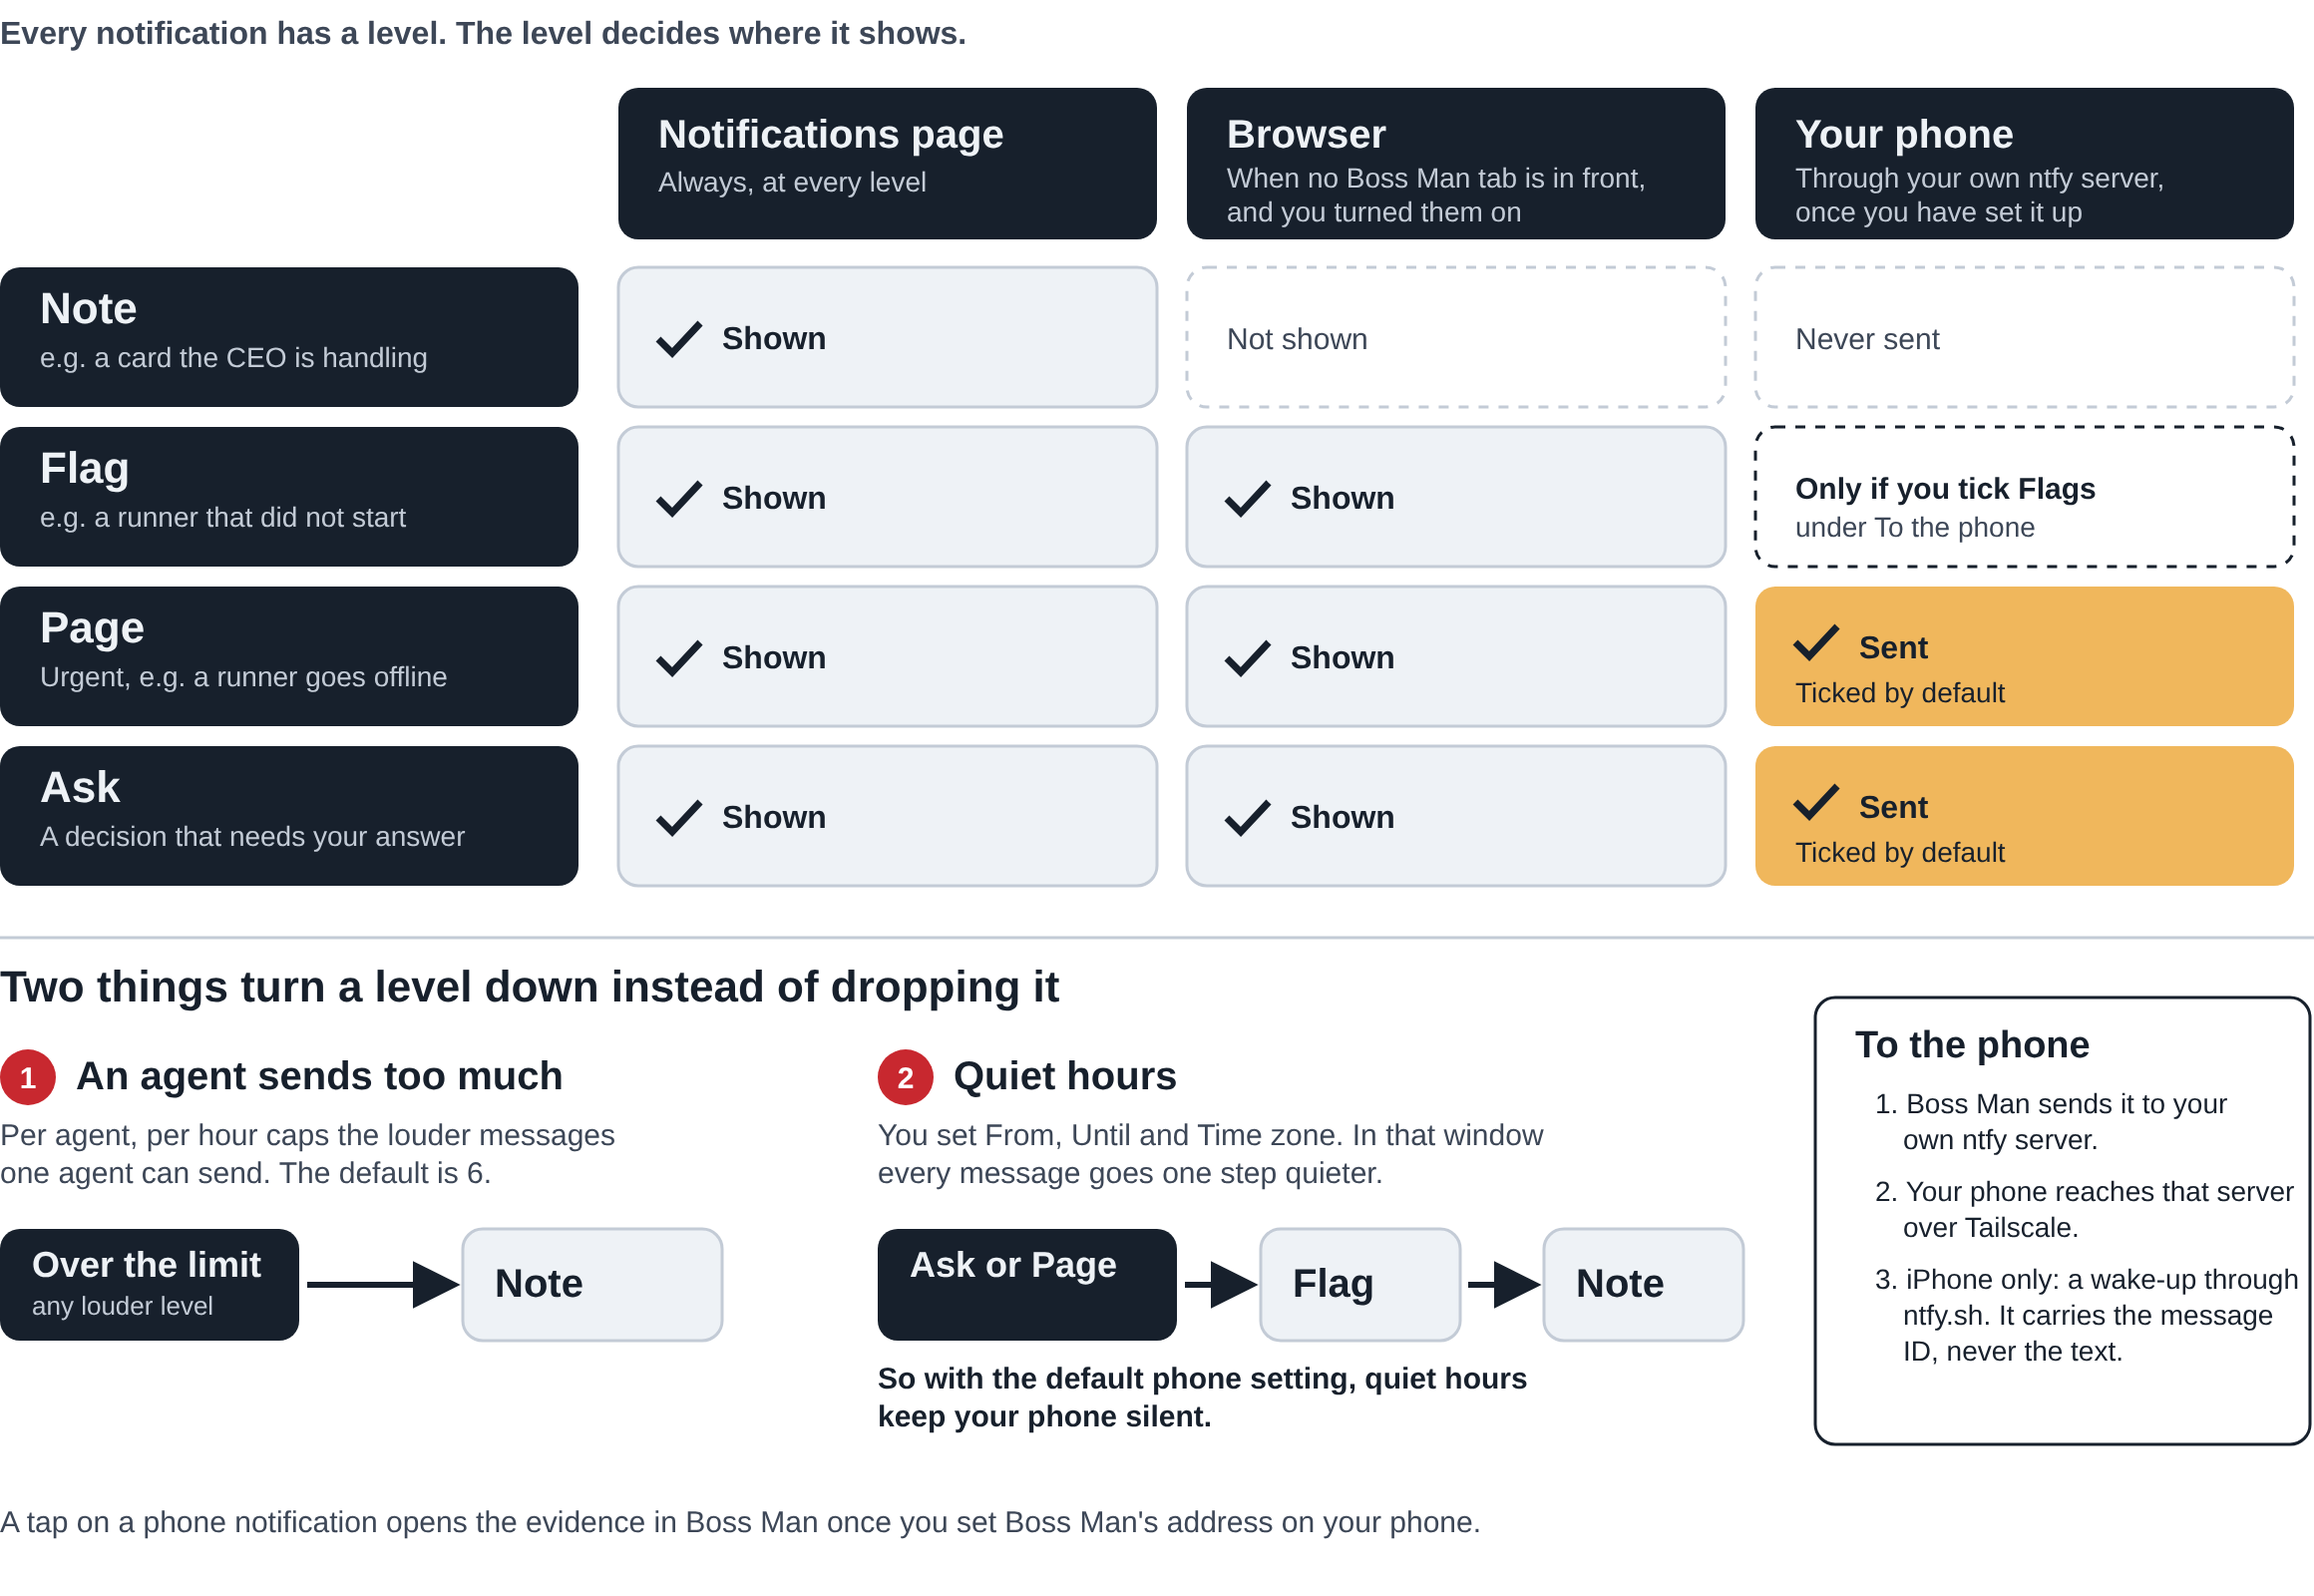 Every notification has a level. The level decides where it shows.
Notifications page
Always, at every level
Browser
When no Boss Man tab is in front,
and you turned them on
Your phone
Through your own ntfy server,
once you have set it up
Note
e.g. a card the CEO is handling
Shown
Not shown
Never sent
Flag
e.g. a runner that did not start
Shown
Shown
Only if you tick Flags
under To the phone
Page
Urgent, e.g. a runner goes offline
Shown
Shown
Sent
Ticked by default
Ask
A decision that needs your answer
Shown
Shown
Sent
Ticked by default
Two things turn a level down instead of dropping it
1 An agent sends too much
Per agent, per hour caps the louder messages
one agent can send. The default is 6.
Over the limit
any louder level
Note
2 Quiet hours
You set From, Until and Time zone. In that window
every message goes one step quieter.
Ask or Page
Flag
Note
So with the default phone setting, quiet hours
keep your phone silent.
To the phone
1. Boss Man sends it to your
own ntfy server.
2. Your phone reaches that server
over Tailscale.
3. iPhone only: a wake-up through
ntfy.sh. It carries the message
ID, never the text.
A tap on a phone notification opens the evidence in Boss Man once you set Boss Man's address on your phone.